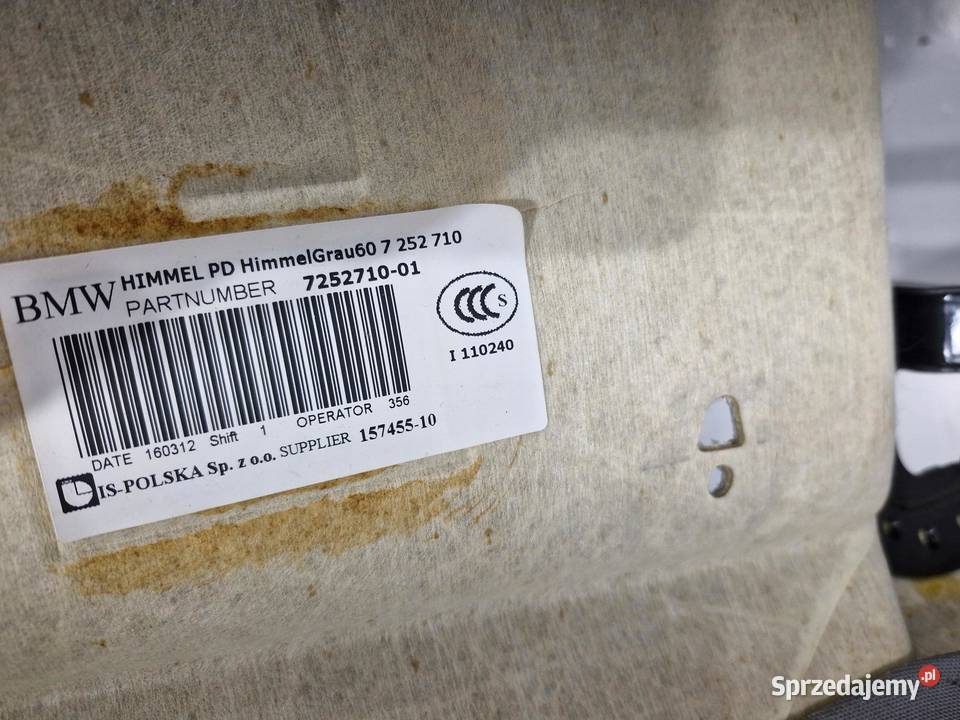 BMW HIMMEL PD HimmelGrau60 7 252 710
PARTNUMBER 7252710-01
CCC S
I 110240
DATE 160312 Shift 1 OPERATOR 356
IS-POLSKA Sp. z o.o. SUPPLIER 157455-10
Sprzedajemy.pl